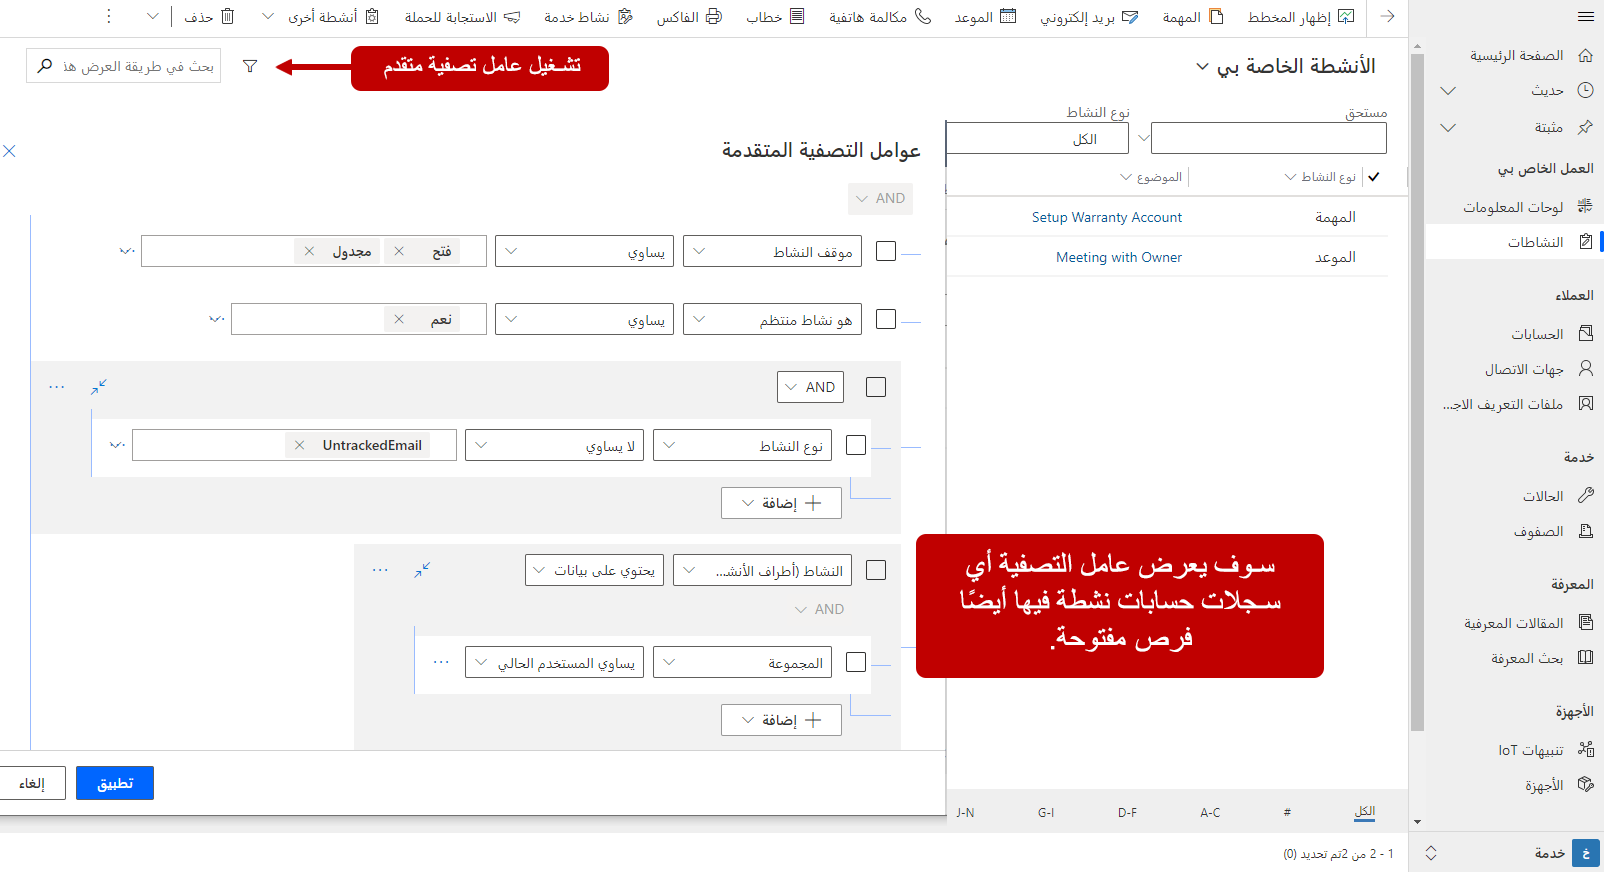 إظهار المخطط
المهمة
بريد إلكتروني
الموعد
مكالمة هاتفية
خطاب
الفاكس
نشاط خدمة
الاستجابة للحملة
أنشطة أخرى
حذف
الصفحة الرئيسية
حديث
مثبتة
العمل الخاص بي
لوحات المعلومات
النشاطات
العملاء
الحسابات
جهات الاتصال
ملفات التعريف الاجـ...
خدمة
الحالات
الصفوف
المعرفة
المقالات المعرفية
بحث المعرفة
الأجهزة
تنبيهات IoT
الأجهزة
خ
خدمة
الأنشطة الخاصة بي
تشغيل عامل تصفية متقدم
بحث في طريقة العرض هذ
مستحق
نوع النشاط
الكل
نوع النشاط
الموضوع
المهمة
Setup Warranty Account
الموعد
Meeting with Owner
عوامل التصفية المتقدمة
AND
موقف النشاط
يساوي
فتح
مجدول
هو نشاط منتظم
يساوي
نعم
AND
نوع النشاط
لا يساوي
UntrackedEmail
إضافة
النشاط (أطراف الأنشـ...
يحتوي على بيانات
AND
المجموعة
يساوي المستخدم الحالي
إضافة
سوف يعرض عامل التصفية أي
سجلات حسابات نشطة فيها أيضًا
فرص مفتوحة.
تطبيق
إلغاء
الكل
#
A-C
D-F
G-I
J-N
1 - 2 من 2تم تحديد (0)